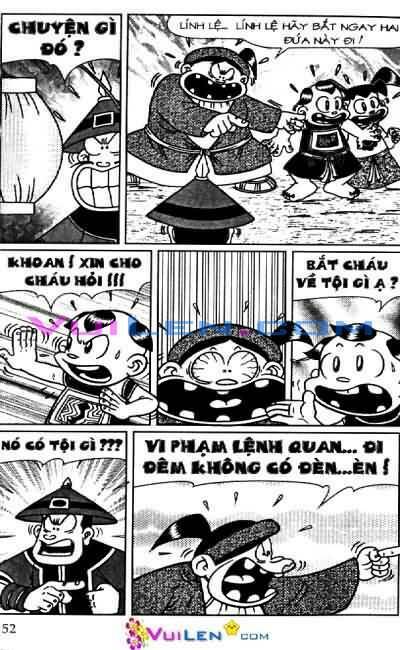 CHUYỆN GÌ
ĐÓ ?
LÍNH LỆ... LÍNH LỆ HÃY BẮT NGAY HAI
ĐỨA NÀY ĐI !
KHOAN ! XIN CHO
CHÁU HỎI !!!
BẮT CHÁU
VỀ TỘI GÌ Ạ ?
VUILEN.COM
NÓ CÓ TỘI GÌ ???
VI PHẠM LỆNH QUAN... ĐI
ĐÊM KHÔNG CÓ ĐÈN...ÈN !
52
VUILEN.COM